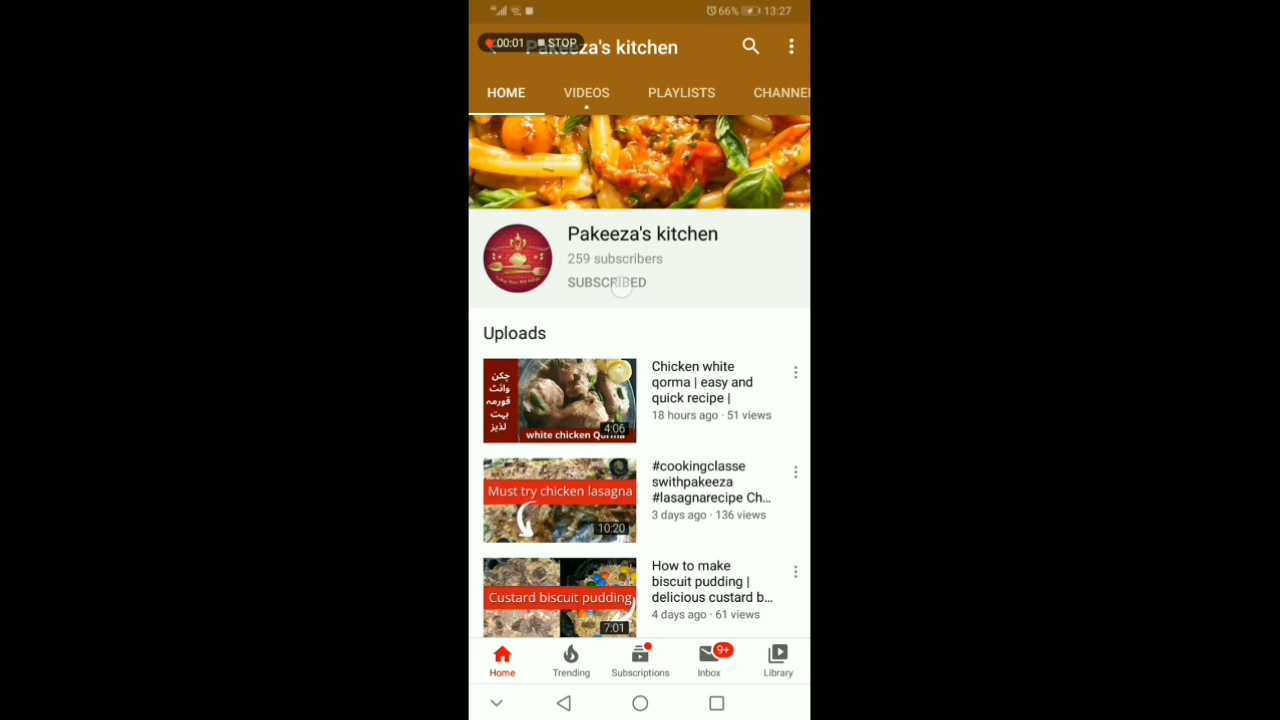 66% 13:27
00:01 STOP
Pakeeza's kitchen
HOME VIDEOS PLAYLISTS CHANNE
Pakeeza's kitchen
259 subscribers
SUBSCRIBED
Uploads
چکن
وائٹ
قورمہ
بہت
لذیز
white chicken Qorma
4:06
Chicken white
qorma | easy and
quick recipe |
18 hours ago · 51 views
Must try chicken lasagna
10:20
#cookingclasse
swithpakeeza
#lasagnarecipe Ch...
3 days ago · 136 views
Custard biscuit pudding
7:01
How to make
biscuit pudding |
delicious custard b...
4 days ago · 61 views
9+
Home Trending Subscriptions Inbox Library